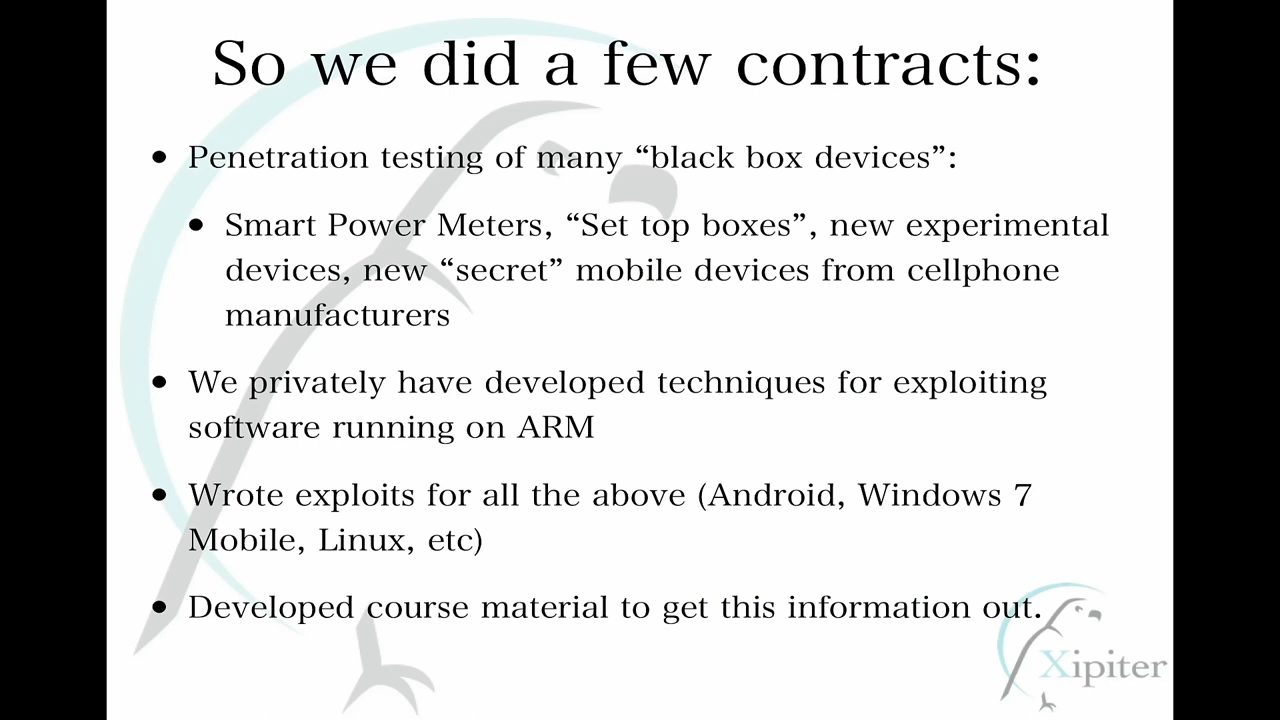 So we did a few contracts:
• Penetration testing of many “black box devices”:
• Smart Power Meters, “Set top boxes”, new experimental
devices, new “secret” mobile devices from cellphone
manufacturers
• We privately have developed techniques for exploiting
software running on ARM
• Wrote exploits for all the above (Android, Windows 7
Mobile, Linux, etc)
• Developed course material to get this information out.
Xipiter